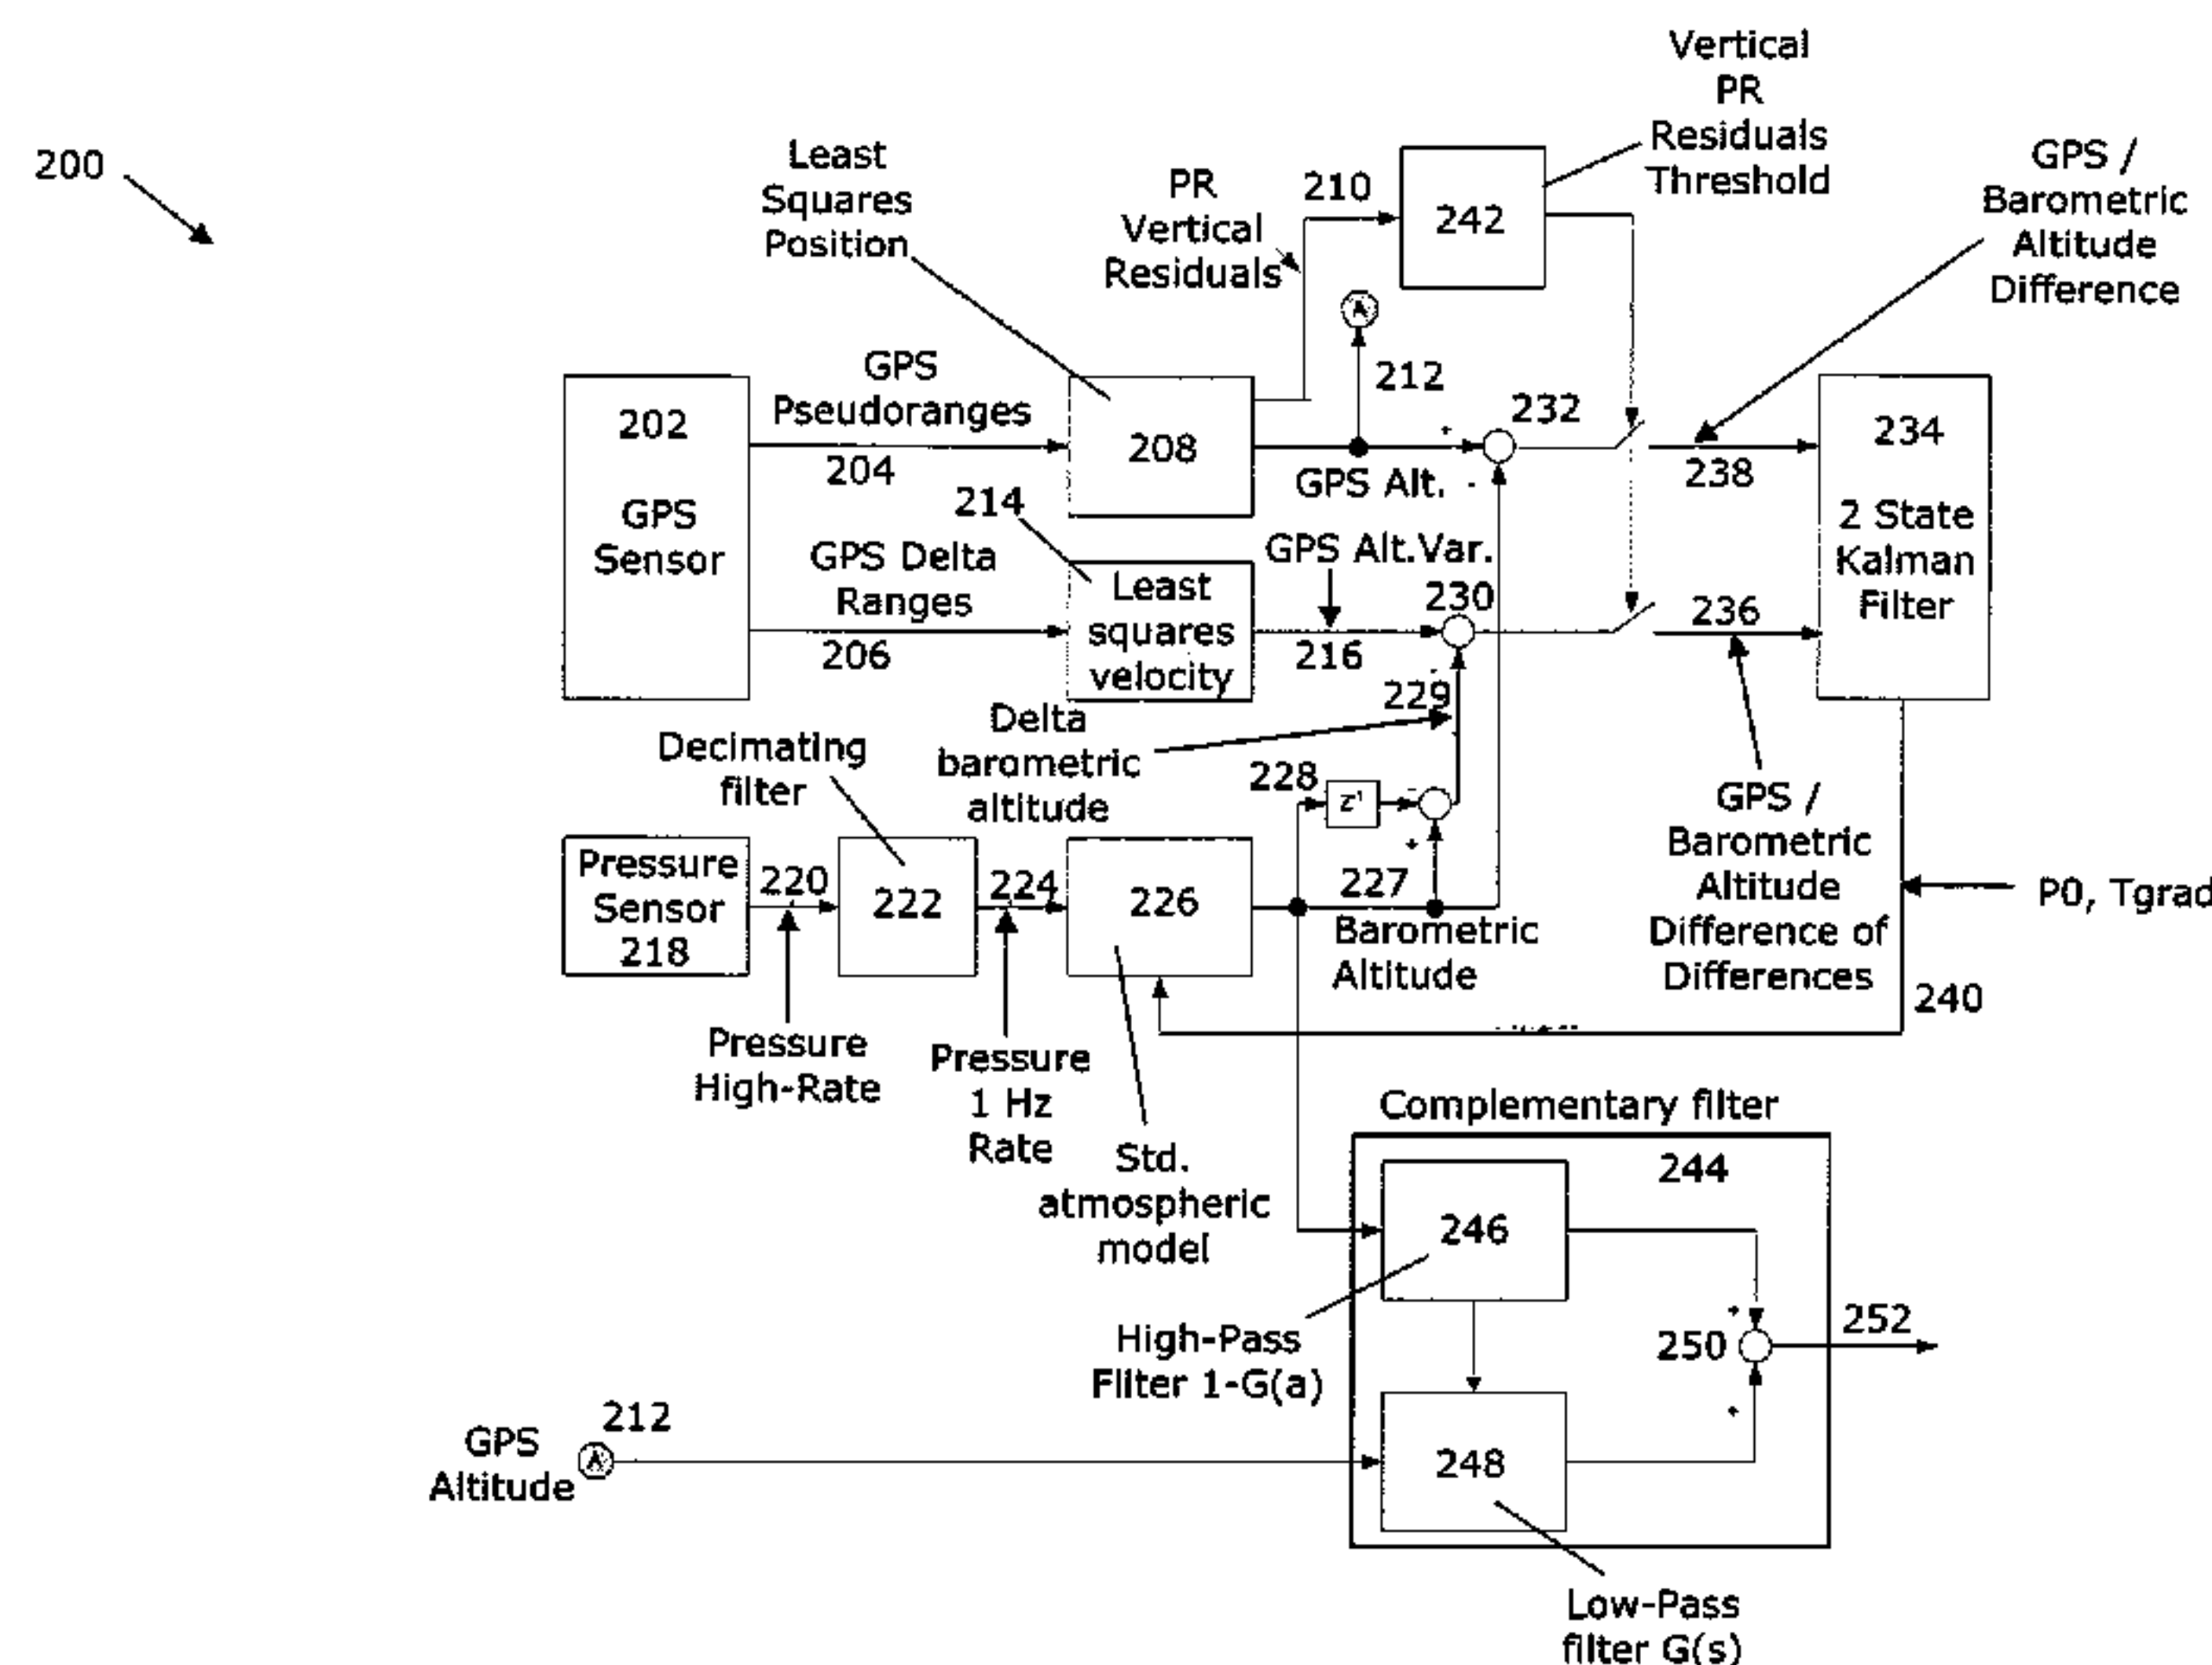 200
Vertical
PR
Residuals
Threshold
GPS /
Barometric
Altitude
Difference
Least
Squares
Position
PR
Vertical
Residuals
210
242
A
212
202
GPS
Sensor
GPS
Pseudoranges
204
208
GPS Alt.
+
-
232
238
234
2 State
Kalman
Filter
214
GPS Delta
Ranges
206
Least
squares
velocity
GPS Alt.Var.
216
230
-
236
229
Delta
barometric
altitude
Decimating
filter
228
-
+
GPS /
Barometric
Altitude
Difference of
Differences
P0, Tgrad
240
Pressure
Sensor
218
220
222
224
226
227
Barometric
Altitude
Pressure
High-Rate
Pressure
1 Hz
Rate
Std.
atmospheric
model
Complementary filter
244
246
High-Pass
Filter 1-G(a)
+
250
252
+
248
GPS
Altitude
A
212
Low-Pass
filter G(s)